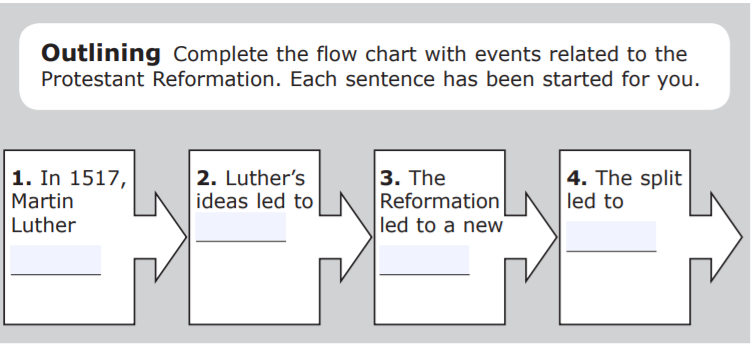 Outlining Complete the flow chart with events related to the
Protestant Reformation. Each sentence has been started for you.
1. In 1517,
Martin
Luther
2. Luther's
ideas led to
3. The
Reformation
led to a new
4. The split
led to